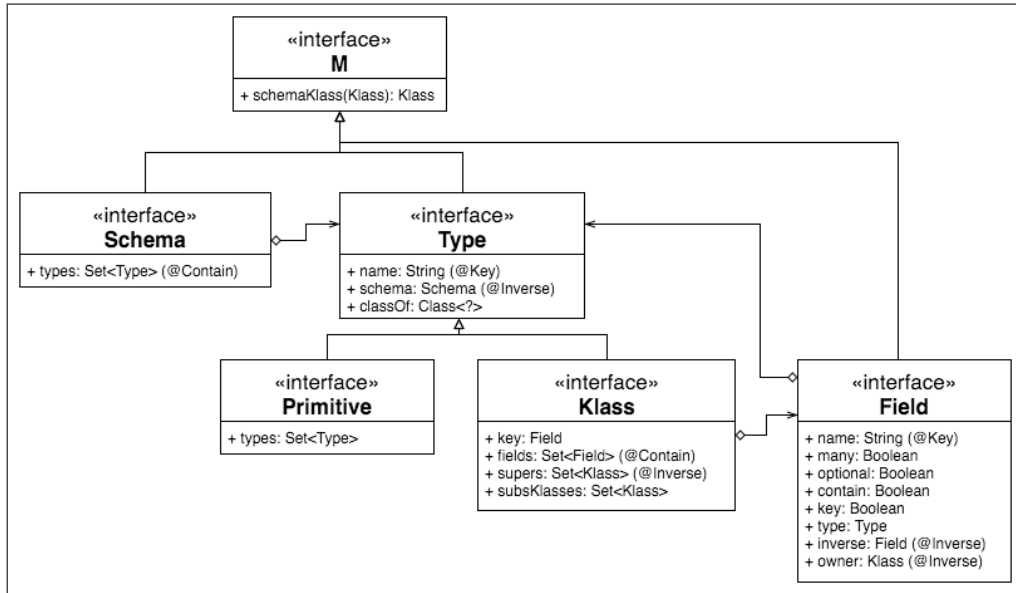 «interface»
M
+ schemaKlass(Klass): Klass
«interface»
Schema
+ types: Set<Type> (@Contain)
«interface»
Type
+ name: String (@Key)
+ schema: Schema (@Inverse)
+ classOf: Class<?>
«interface»
Primitive
+ types: Set<Type>
«interface»
Klass
+ key: Field
+ fields: Set<Field> (@Contain)
+ supers: Set<Klass> (@Inverse)
+ subsKlasses: Set<Klass>
«interface»
Field
+ name: String (@Key)
+ many: Boolean
+ optional: Boolean
+ contain: Boolean
+ key: Boolean
+ type: Type
+ inverse: Field (@Inverse)
+ owner: Klass (@Inverse)